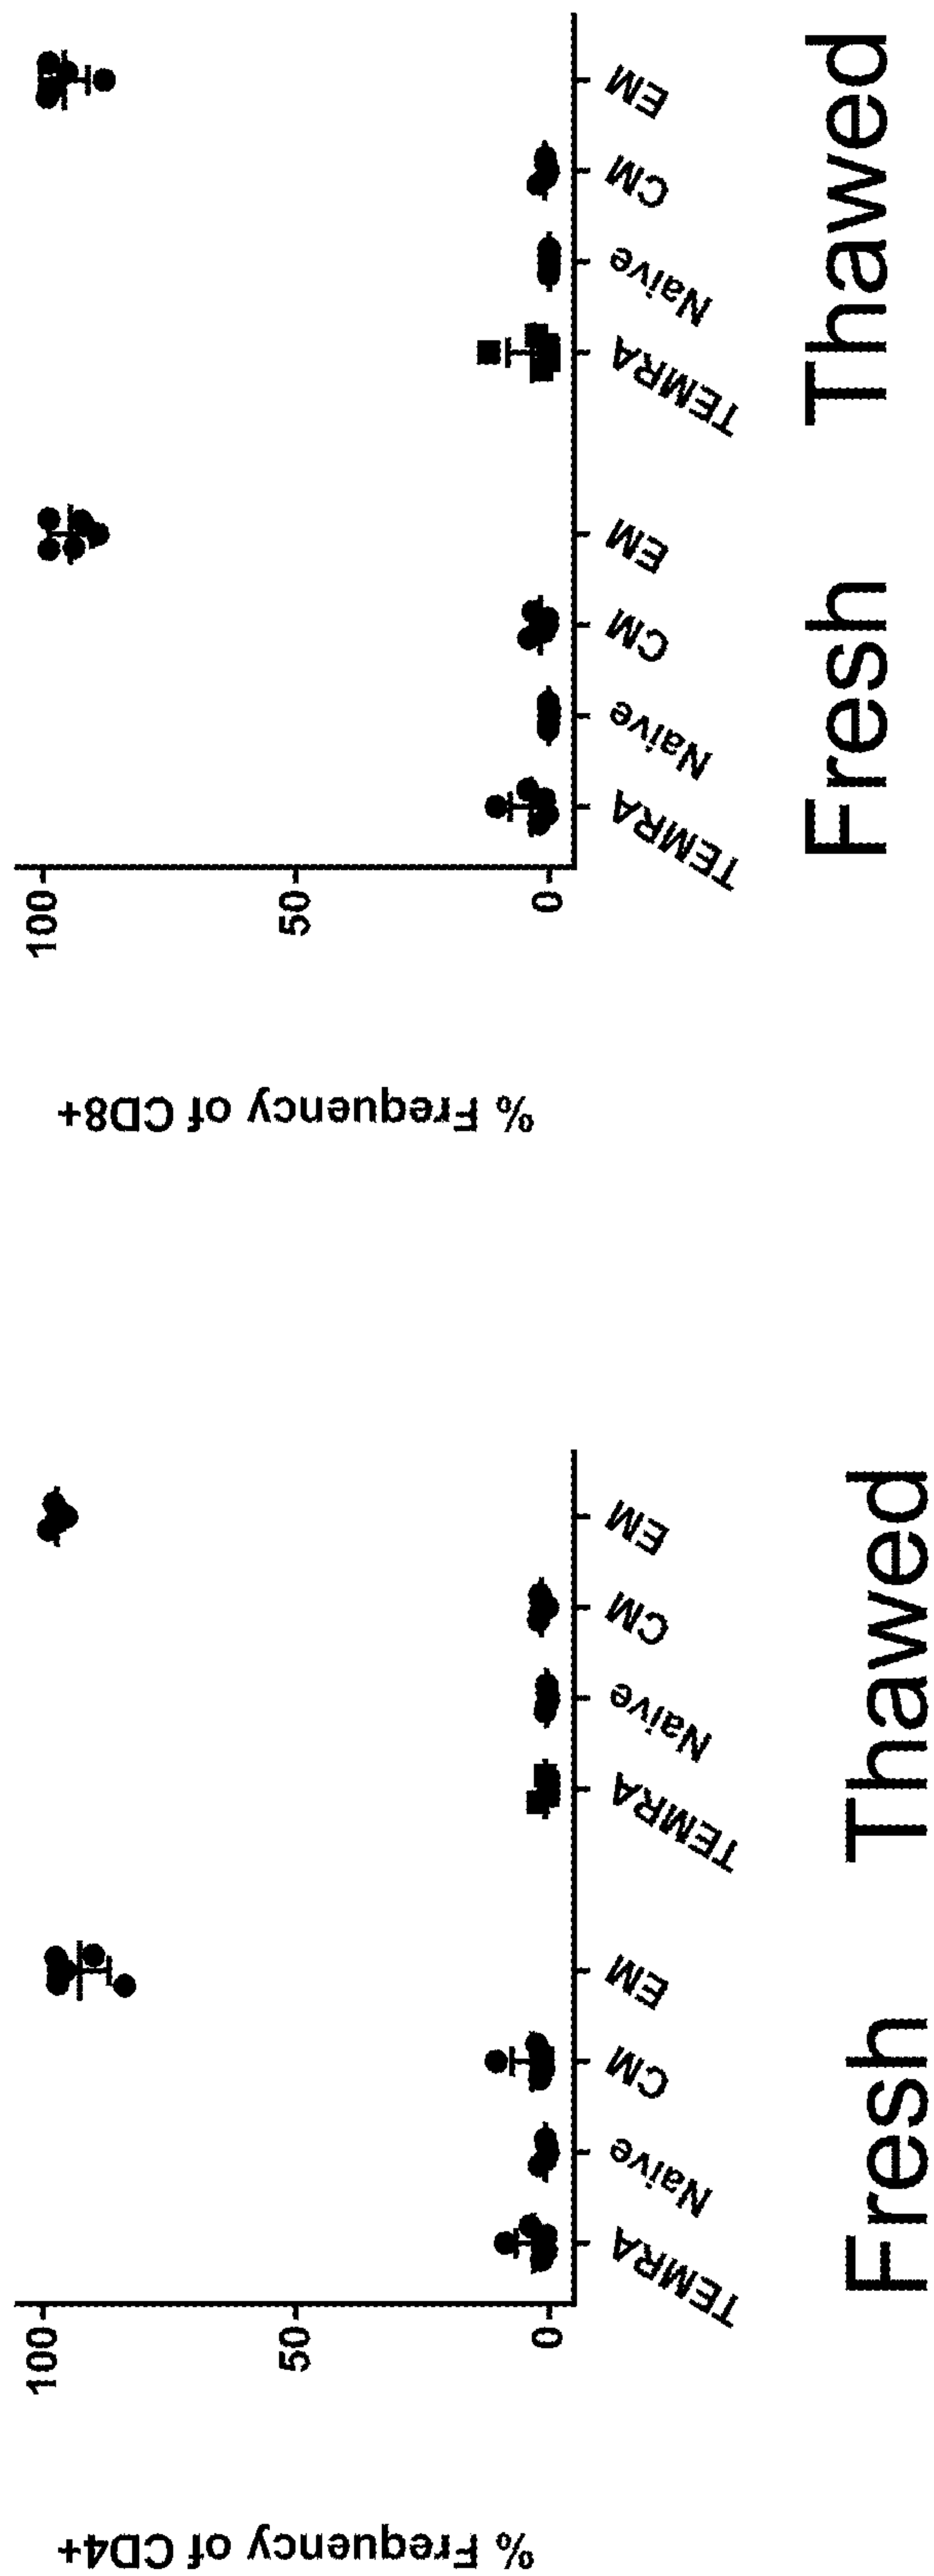 % Frequency of CD4+
100
50
0
TEMRA
Naive
CM
EM
TEMRA
Naive
CM
EM
Fresh
Thawed
% Frequency of CD8+
100
50
0
TEMRA
Naive
CM
EM
TEMRA
Naive
CM
EM
Fresh
Thawed